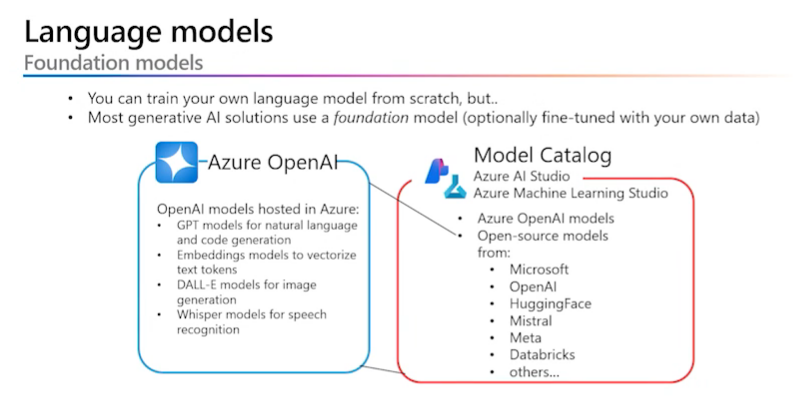 Language models
Foundation models
• You can train your own language model from scratch, but..
• Most generative AI solutions use a foundation model (optionally fine-tuned with your own data)
Azure OpenAI
OpenAI models hosted in Azure:
• GPT models for natural language
and code generation
• Embeddings models to vectorize
text tokens
• DALL-E models for image
generation
• Whisper models for speech
recognition
Model Catalog
Azure AI Studio
Azure Machine Learning Studio
• Azure OpenAI models
• Open-source models
from:
• Microsoft
• OpenAI
• HuggingFace
• Mistral
• Meta
• Databricks
• others...